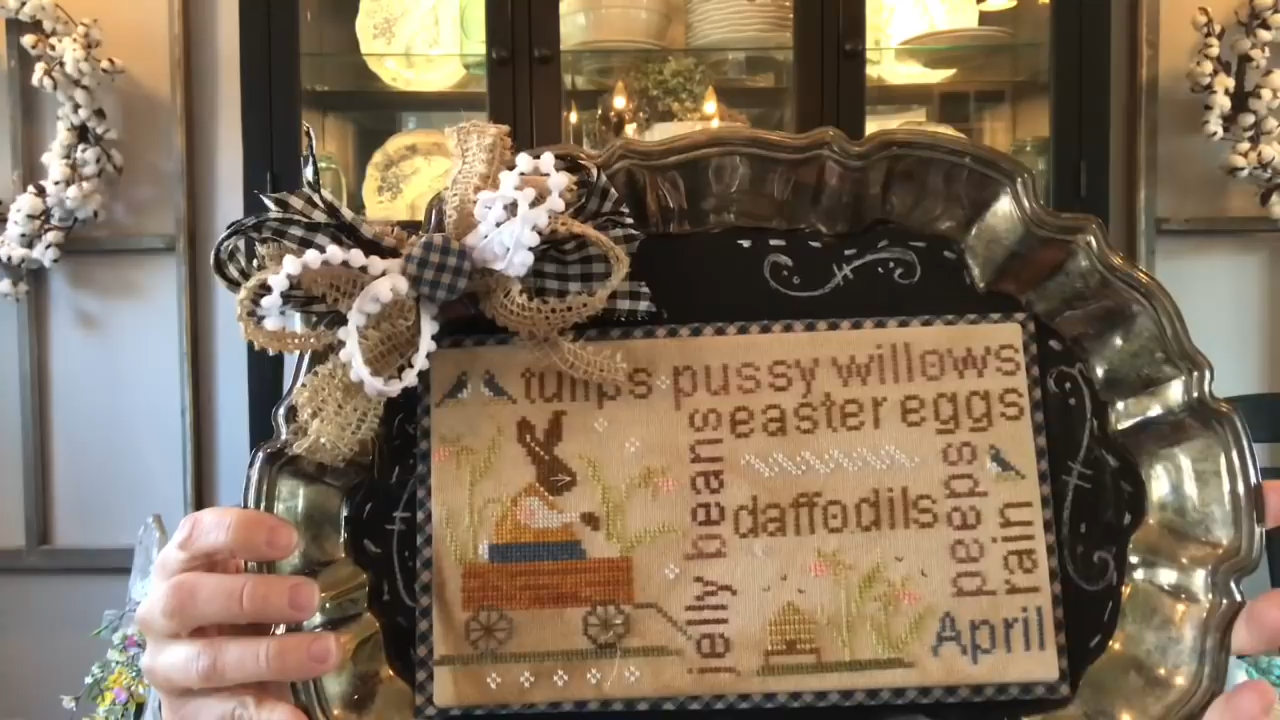 tulips pussy willows
easter eggs
jelly beans
daffodils
peeps
rain
April